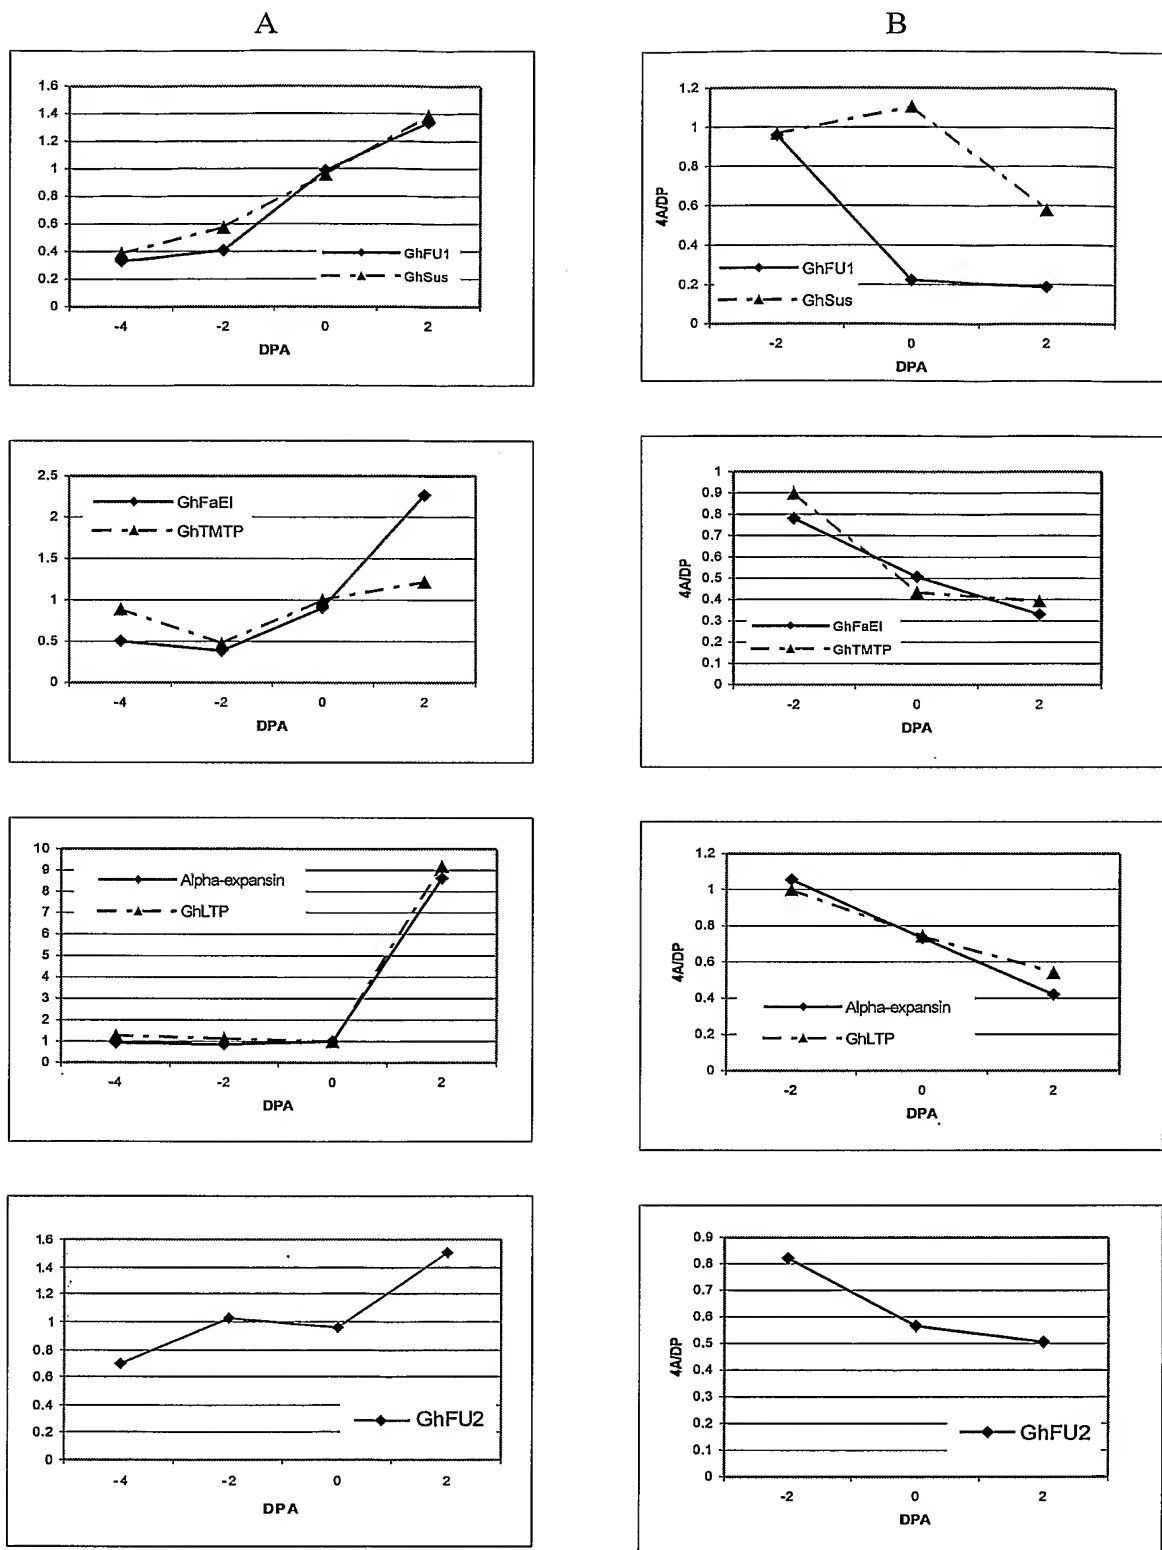 A
1.6
1.4
1.2
1
0.8
0.6
0.4
0.2
0
GhFU1
GhSus
-4 -2 0 2
DPA
B
1.2
1
0.8
0.6
0.4
0.2
0
4A/DP
GhFU1
GhSus
-2 0 2
DPA
2.5
2
1.5
1
0.5
0
GhFaEI
GhTMTP
-4 -2 0 2
DPA
1
0.9
0.8
0.7
0.6
0.5
0.4
0.3
0.2
0.1
0
4A/DP
GhFaEI
GhTMTP
-2 0 2
DPA
10
9
8
7
6
5
4
3
2
1
0
Alpha-expansin
GhLTP
-4 -2 0 2
DPA
1.2
1
0.8
0.6
0.4
0.2
0
4A/DP
Alpha-expansin
GhLTP
-2 0 2
DPA
1.6
1.4
1.2
1
0.8
0.6
0.4
0.2
0
GhFU2
-4 -2 0 2
DPA
0.9
0.8
0.7
0.6
0.5
0.4
0.3
0.2
0.1
0
4A/DP
GhFU2
-2 0 2
DPA